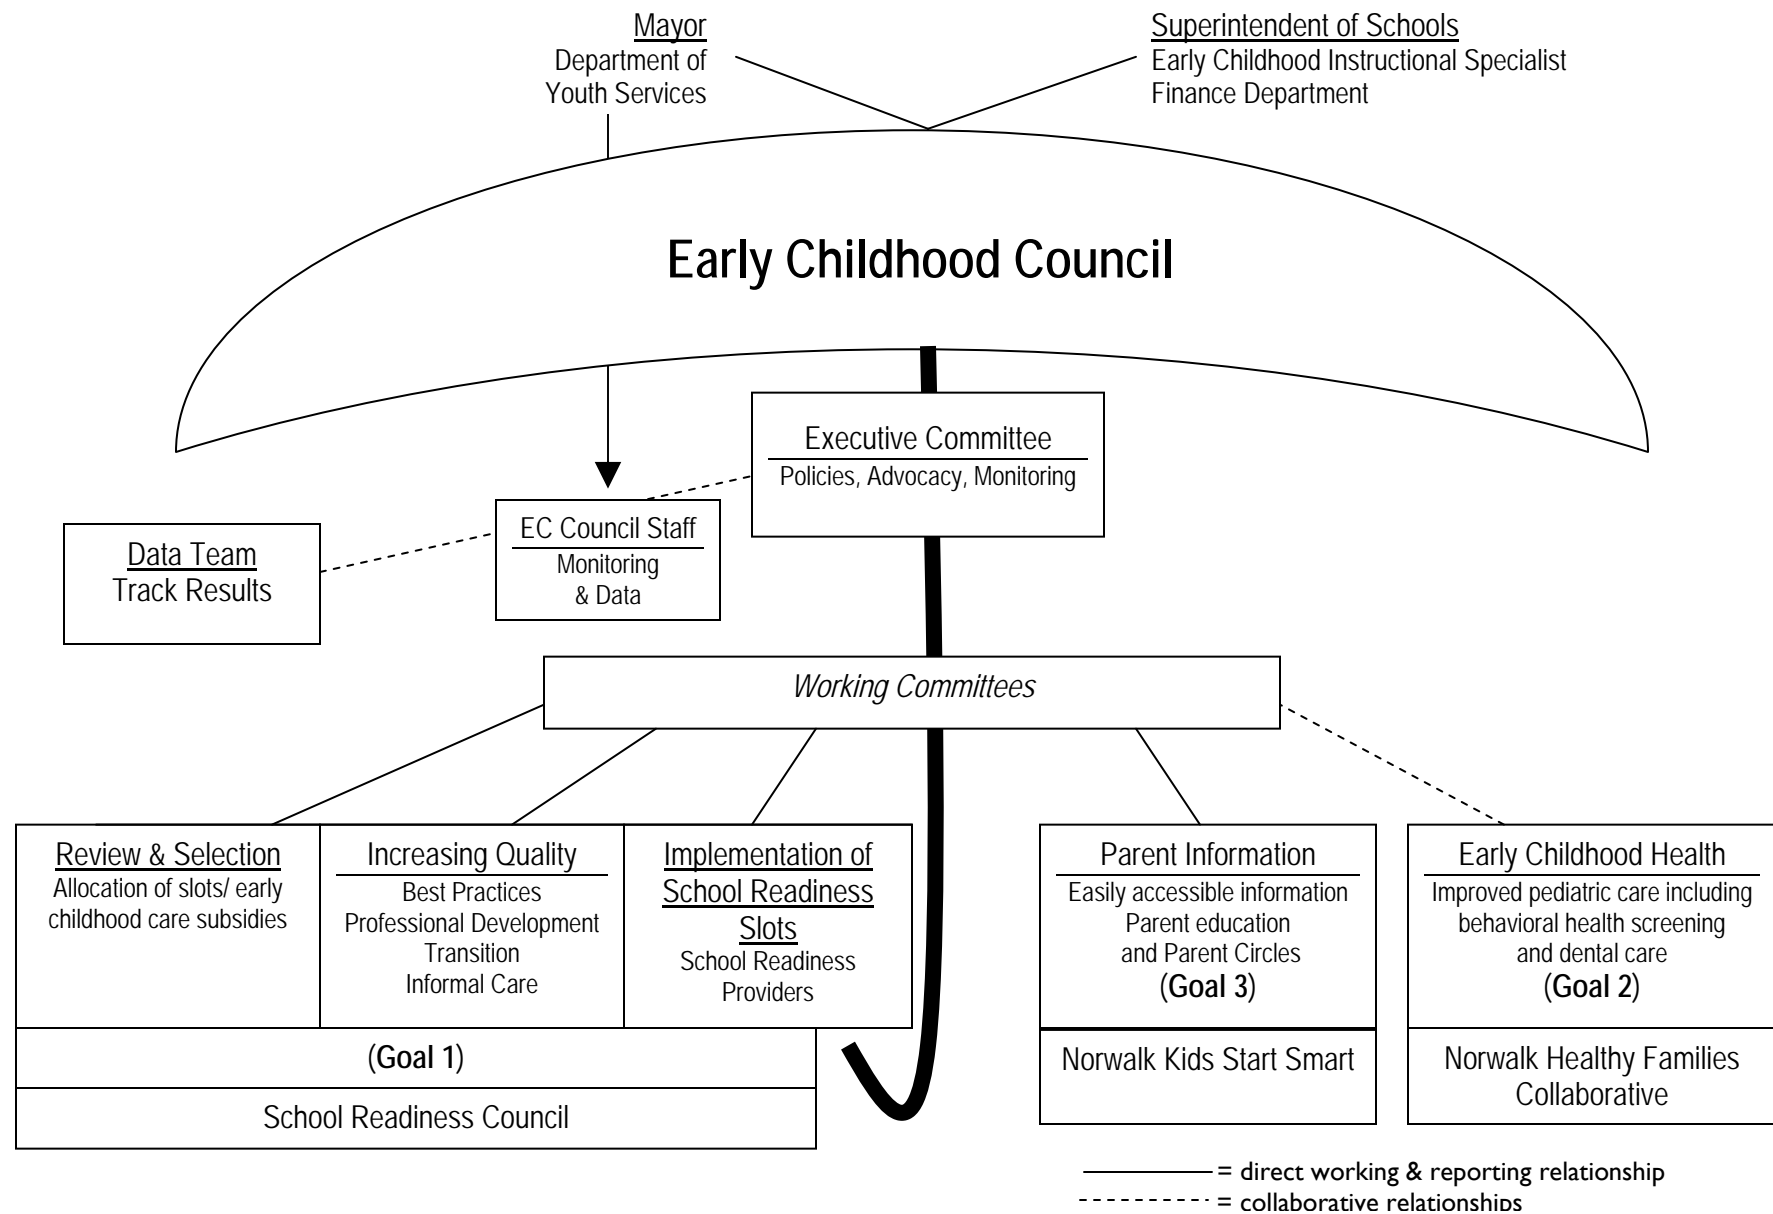 Mayor
Department of
Youth Services
Superintendent of Schools
Early Childhood Instructional Specialist
Finance Department
Early Childhood Council
Executive Committee
Policies, Advocacy, Monitoring
EC Council Staff
Monitoring
& Data
Data Team
Track Results
Working Committees
Review & Selection
Allocation of slots/ early
childhood care subsidies
Increasing Quality
Best Practices
Professional Development
Transition
Informal Care
Implementation of
School Readiness
Slots
School Readiness
Providers
(Goal 1)
School Readiness Council
Parent Information
Easily accessible information
Parent education
and Parent Circles
(Goal 3)
Norwalk Kids Start Smart
Early Childhood Health
Improved pediatric care including
behavioral health screening
and dental care
(Goal 2)
Norwalk Healthy Families
Collaborative
= direct working & reporting relationship
= collaborative relationships